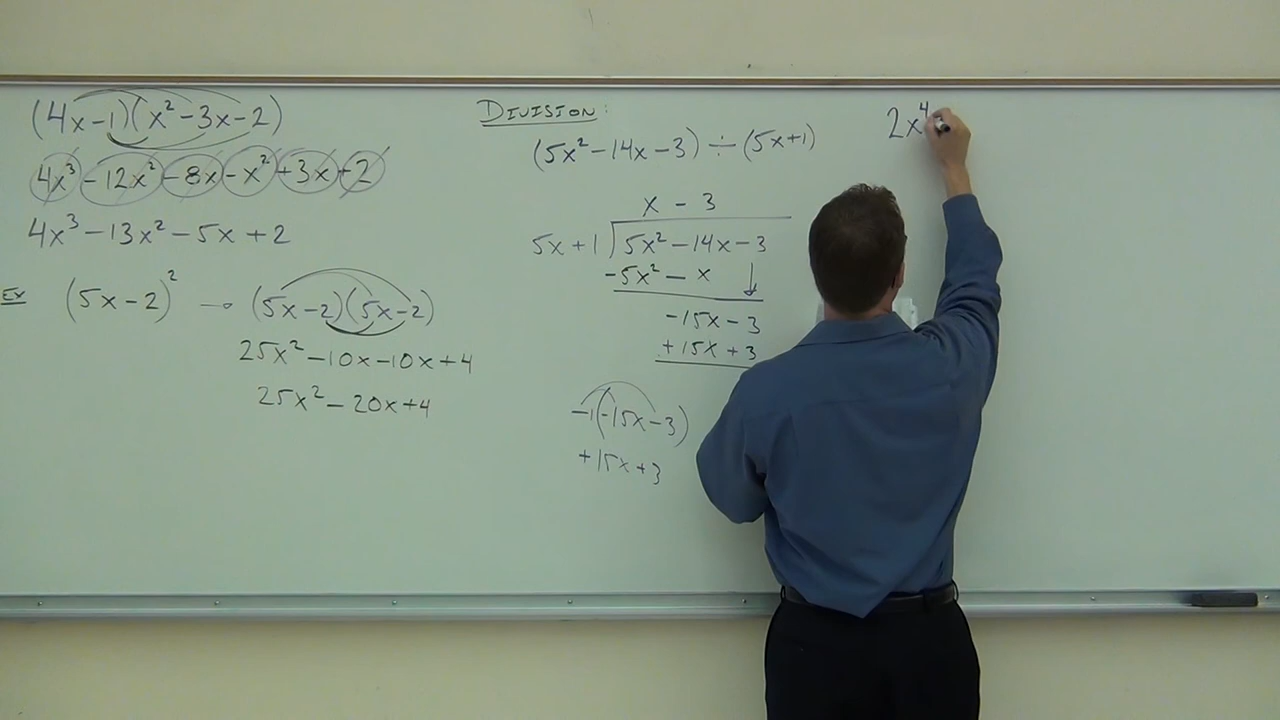 (4x-1)(x²-3x-2)
4x³-12x²-8x-x²+3x+2
4x³-13x²-5x+2
Ex (5x-2)² → (5x-2)(5x-2)
25x²-10x-10x+4
25x²-20x+4
DIVISION:
(5x²-14x-3)÷(5x+1)
x-3
5x+1 5x²-14x-3
-5x²-x
-15x-3
+15x+3
-1(-15x-3)
+15x+3
2x⁴